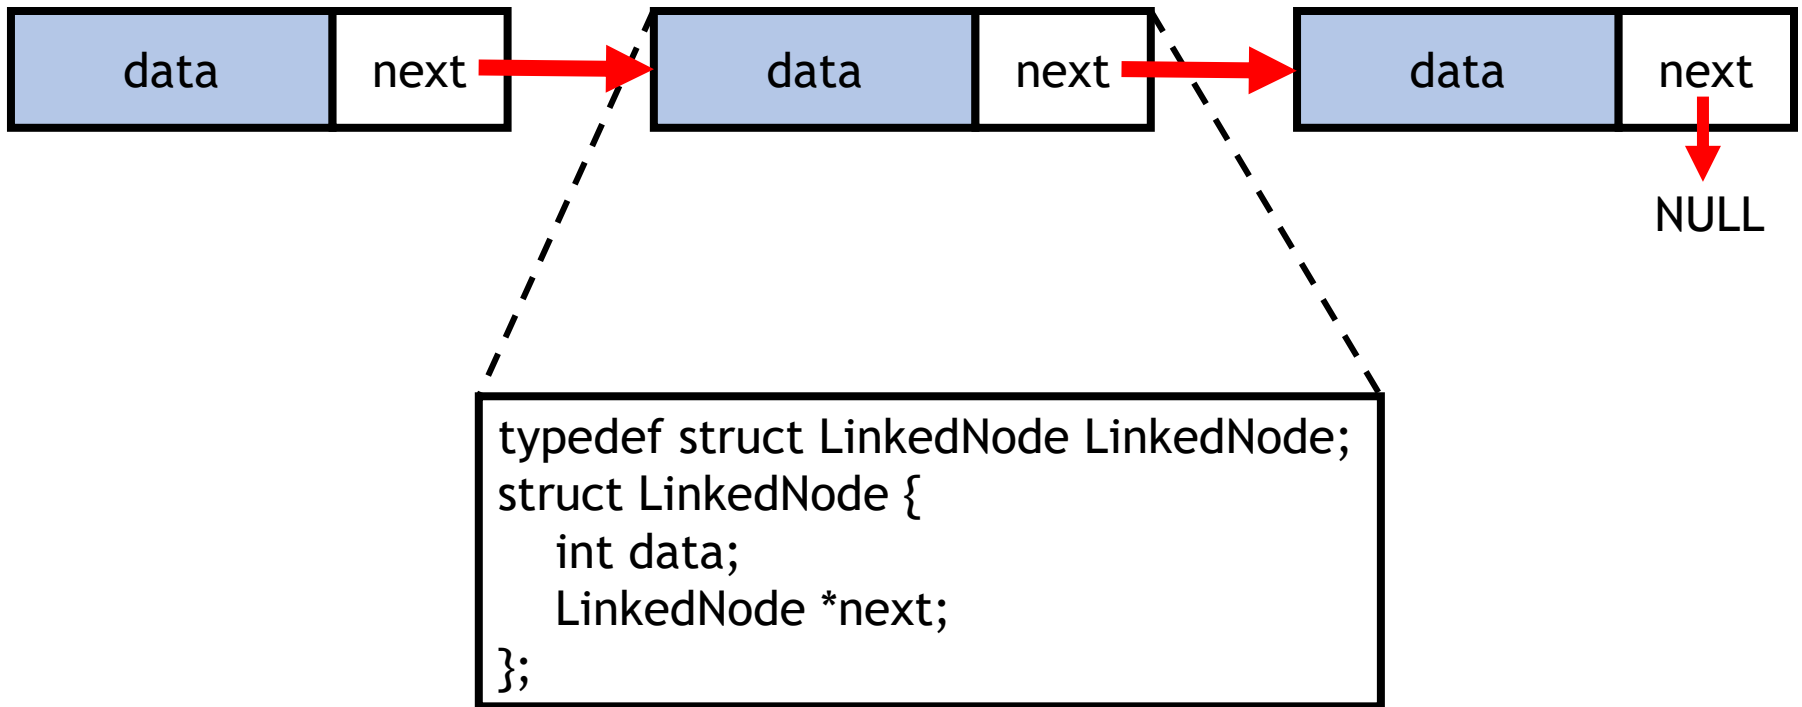 data next data next data next
NULL
typedef struct LinkedNode LinkedNode;
struct LinkedNode {
int data;
LinkedNode *next;
};